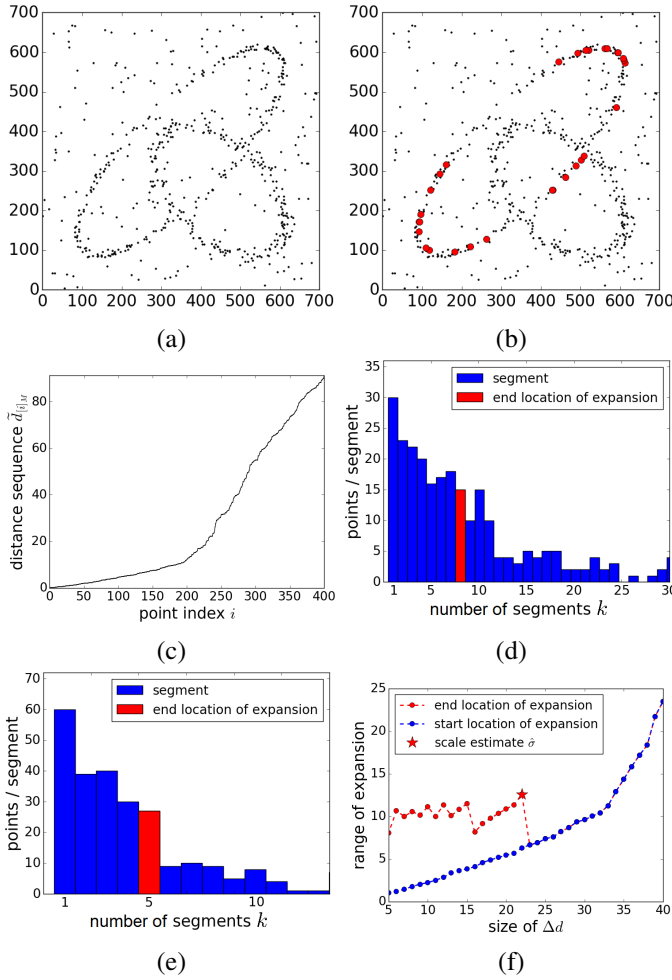 700
600
500
400
300
200
100
0
0 100 200 300 400 500 600 700
(a)
700
600
500
400
300
200
100
0
0 100 200 300 400 500 600 700
(b)
distance sequence d̃[i]M
80
60
40
20
0
0 50 100 150 200 250 300 350 400
point index i
(c)
points / segment
35
30
25
20
15
10
5
0
segment
end location of expansion
1 5 10 15 20 25 30
number of segments k
(d)
points / segment
70
60
50
40
30
20
10
0
segment
end location of expansion
1 5 10
number of segments k
(e)
range of expansion
25
20
15
10
5
0
end location of expansion
start location of expansion
scale estimate σ̂
5 10 15 20 25 30 35 40
size of Δd
(f)